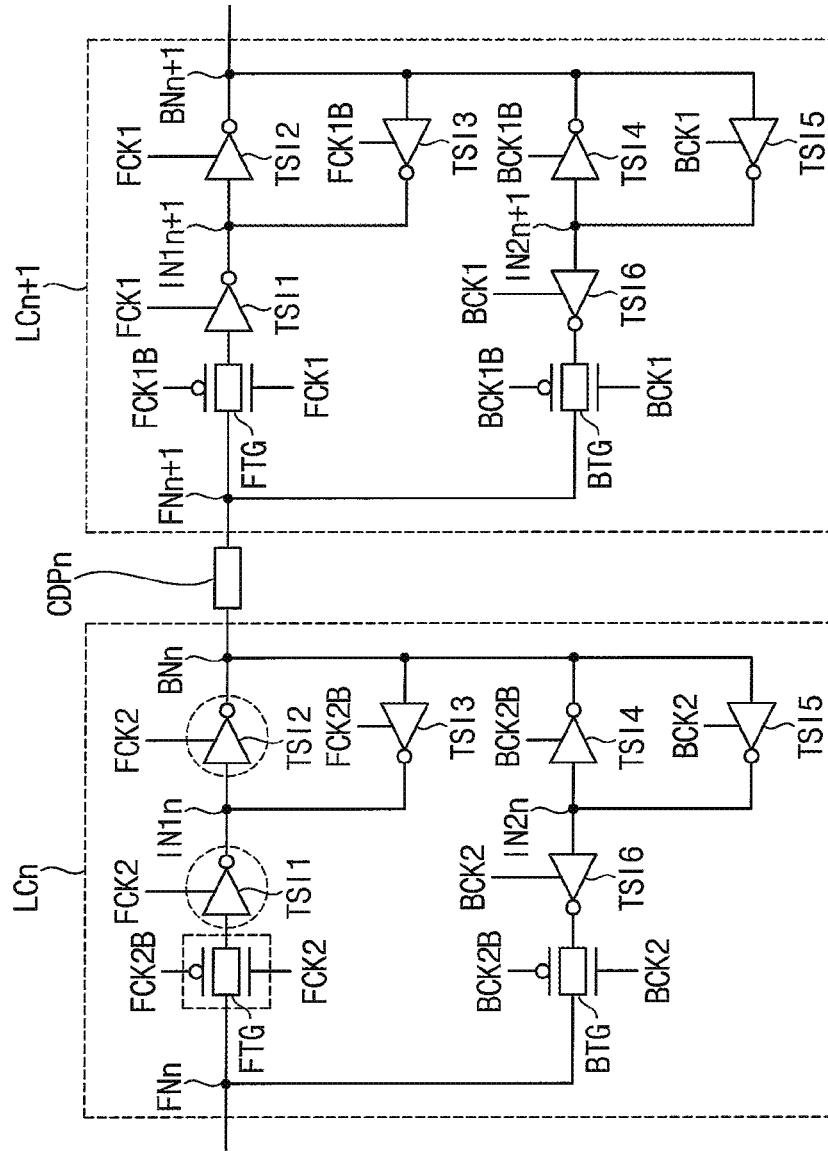 LCn
FNn
FCK2B
FTG
FCK2
FCK2
TSI1
IN1n
FCK2
TSI2
BNn
FCK2B
TSI3
BCK2B
BTG
BCK2
BCK2
TSI6
IN2n
BCK2B
TSI4
BCK2
TSI5
CDPn
LCn+1
FNn+1
FCK1B
FTG
FCK1
FCK1
TSI1
IN1n+1
FCK1
TSI2
BNn+1
FCK1B
TSI3
BCK1B
BTG
BCK1
BCK1
TSI6
IN2n+1
BCK1B
TSI4
BCK1
TSI5